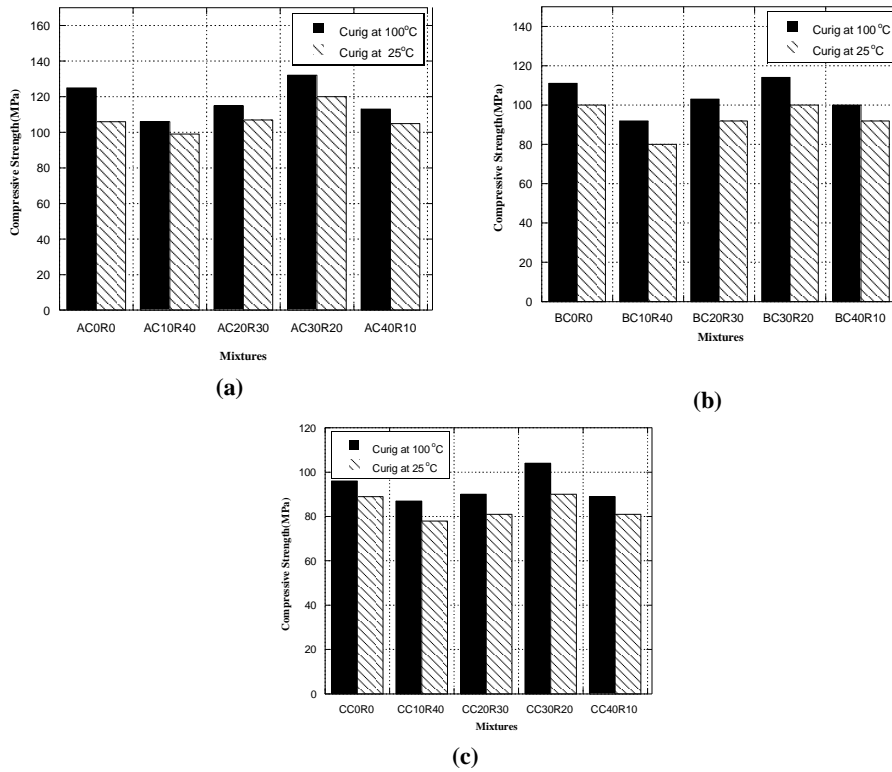 160
140
120
100
80
60
40
20
0
Compressive Strength(MPa)
Curig at 100°C
Curig at 25°C
AC0R0 AC10R40 AC20R30 AC30R20 AC40R10
Mixtures
(a)
140
120
100
80
60
40
20
0
Compressive Strength(MPa)
Curig at 100°C
Curig at 25°C
BC0R0 BC10R40 BC20R30 BC30R20 BC40R10
Mixtures
(b)
120
100
80
60
40
20
0
Compressive Strength(MPa)
Curig at 100°C
Curig at 25°C
CC0R0 CC10R40 CC20R30 CC30R20 CC40R10
Mixtures
(c)